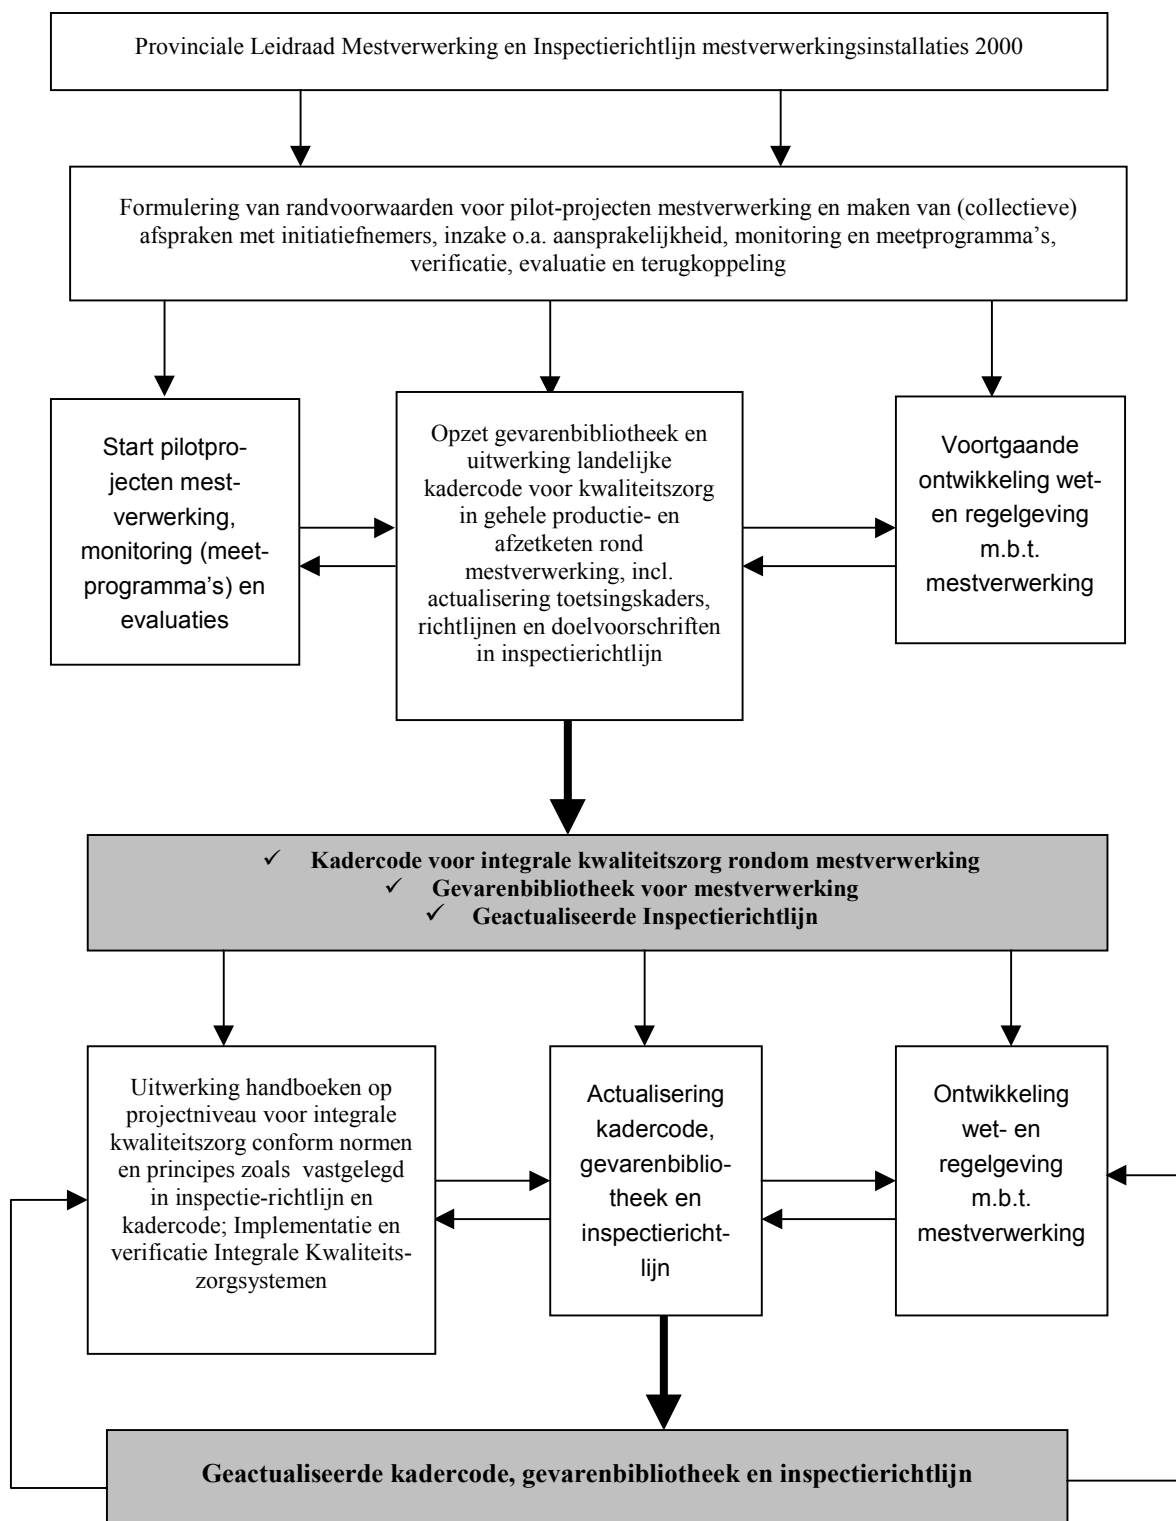 Provinciale Leidraad Mestverwerking en Inspectierichtlijn mestverwerkingsinstallaties 2000
Formulering van randvoorwaarden voor pilot-projecten mestverwerking en maken van (collectieve)
afspraken met initiatiefnemers, inzake o.a. aansprakelijkheid, monitoring en meetprogramma's,
verificatie, evaluatie en terugkoppeling
Start pilotpro-
jecten mest-
verwerking,
monitoring (meet-
programma's) en
evaluaties
Opzet gevarenbibliotheek en
uitwerking landelijke
kadercode voor kwaliteitszorg
in gehele productie- en
afzetketen rond
mestverwerking, incl.
actualisering toetsingskaders,
richtlijnen en doelvoorschriften
in inspectierichtlijn
Voortgaande
ontwikkeling wet-
en regelgeving
m.b.t.
mestverwerking
✓ Kadercode voor integrale kwaliteitszorg rondom mestverwerking
✓ Gevarenbibliotheek voor mestverwerking
✓ Geactualiseerde Inspectierichtlijn
Uitwerking handboeken op
projectniveau voor integrale
kwaliteitszorg conform normen
en principes zoals vastgelegd
in inspectie-richtlijn en
kadercode; Implementatie en
verificatie Integrale Kwaliteits-
zorgsystemen
Actualisering
kadercode,
gevarenbiblio-
theek en
inspectiericht-
lijn
Ontwikkeling
wet- en
regelgeving
m.b.t.
mestverwerking
Geactualiseerde kadercode, gevarenbibliotheek en inspectierichtlijn